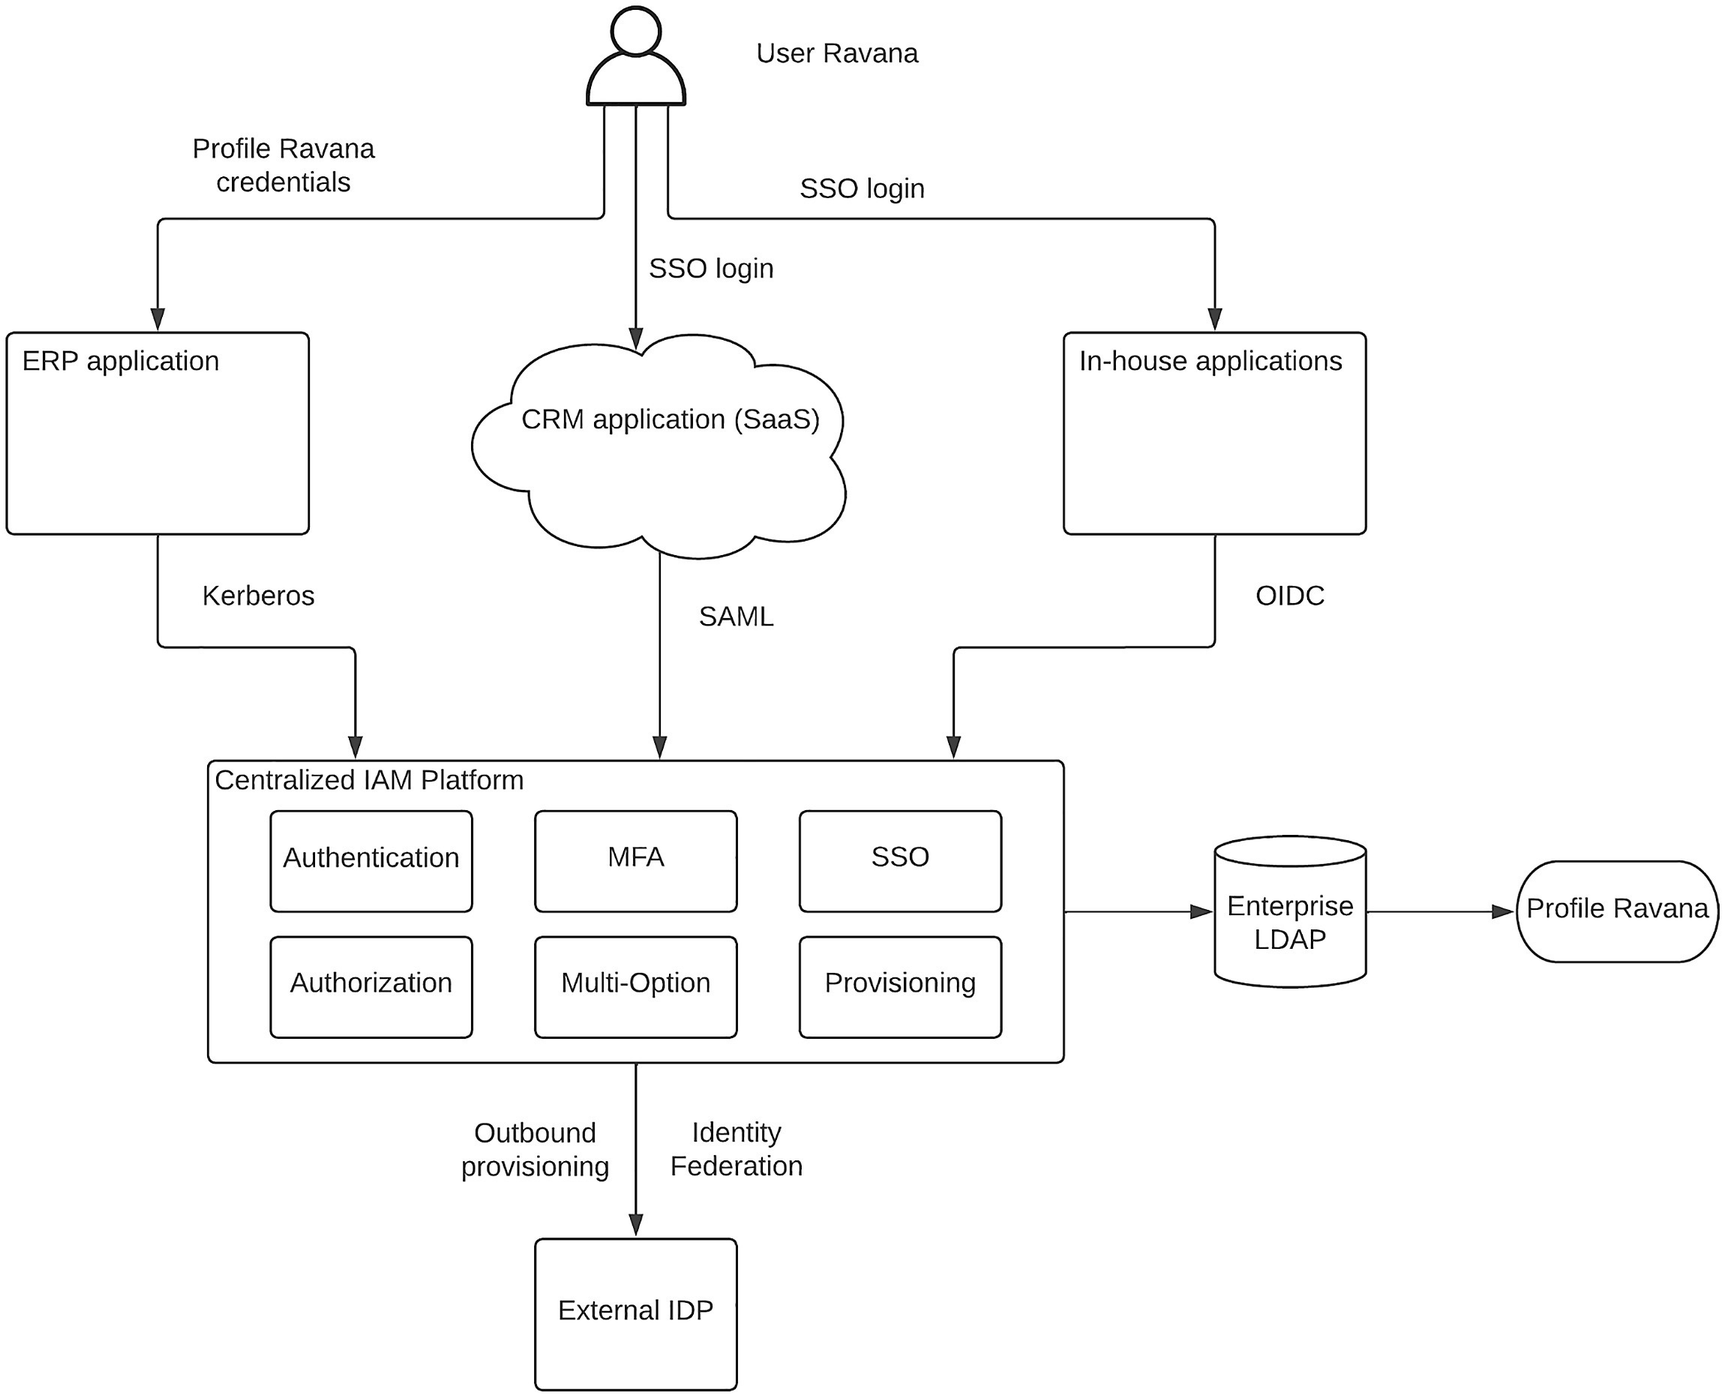 User Ravana
Profile Ravana
credentials
SSO login
SSO login
ERP application
CRM application (SaaS)
In-house applications
Kerberos
SAML
OIDC
Centralized IAM Platform
Authentication
MFA
SSO
Authorization
Multi-Option
Provisioning
Enterprise
LDAP
Profile Ravana
Outbound
provisioning
Identity
Federation
External IDP